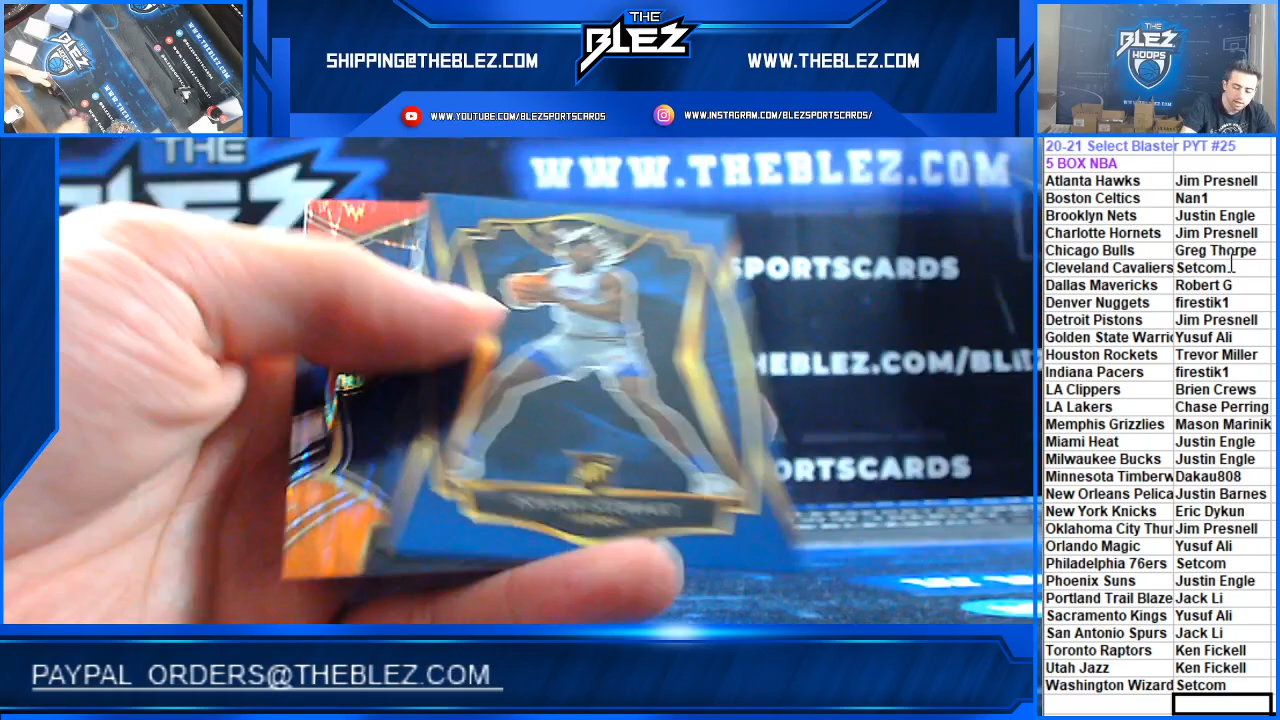 THE
BLEZ
SHIPPING@THEBLEZ.COM
WWW.THEBLEZ.COM
WWW.YOUTUBE.COM/BLEZSPORTSCARDS
WWW.INSTAGRAM.COM/BLEZSPORTSCARDS/
THE
BLEZ
HOOPS
THE
WWW.THEBLEZ.COM
SPORTSCARDS
HEBLEZ.COM/BLE
ORTSCARDS
20-21 Select Blaster PYT #25
5 BOX NBA
Atlanta Hawks Jim Presnell
Boston Celtics Nan1
Brooklyn Nets Justin Engle
Charlotte Hornets Jim Presnell
Chicago Bulls Greg Thorpe
Cleveland Cavaliers Setcom
Dallas Mavericks Robert G
Denver Nuggets firestik1
Detroit Pistons Jim Presnell
Golden State Warric Yusuf Ali
Houston Rockets Trevor Miller
Indiana Pacers firestik1
LA Clippers Brien Crews
LA Lakers Chase Perring
Memphis Grizzlies Mason Marinik
Miami Heat Justin Engle
Milwaukee Bucks Justin Engle
Minnesota Timberw Dakau808
New Orleans Pelica Justin Barnes
New York Knicks Eric Dykun
Oklahoma City Thur Jim Presnell
Orlando Magic Yusuf Ali
Philadelphia 76ers Setcom
Phoenix Suns Justin Engle
Portland Trail Blaze Jack Li
Sacramento Kings Yusuf Ali
San Antonio Spurs Jack Li
Toronto Raptors Ken Fickell
Utah Jazz Ken Fickell
Washington Wizard Setcom
PAYPAL ORDERS@THEBLEZ.COM